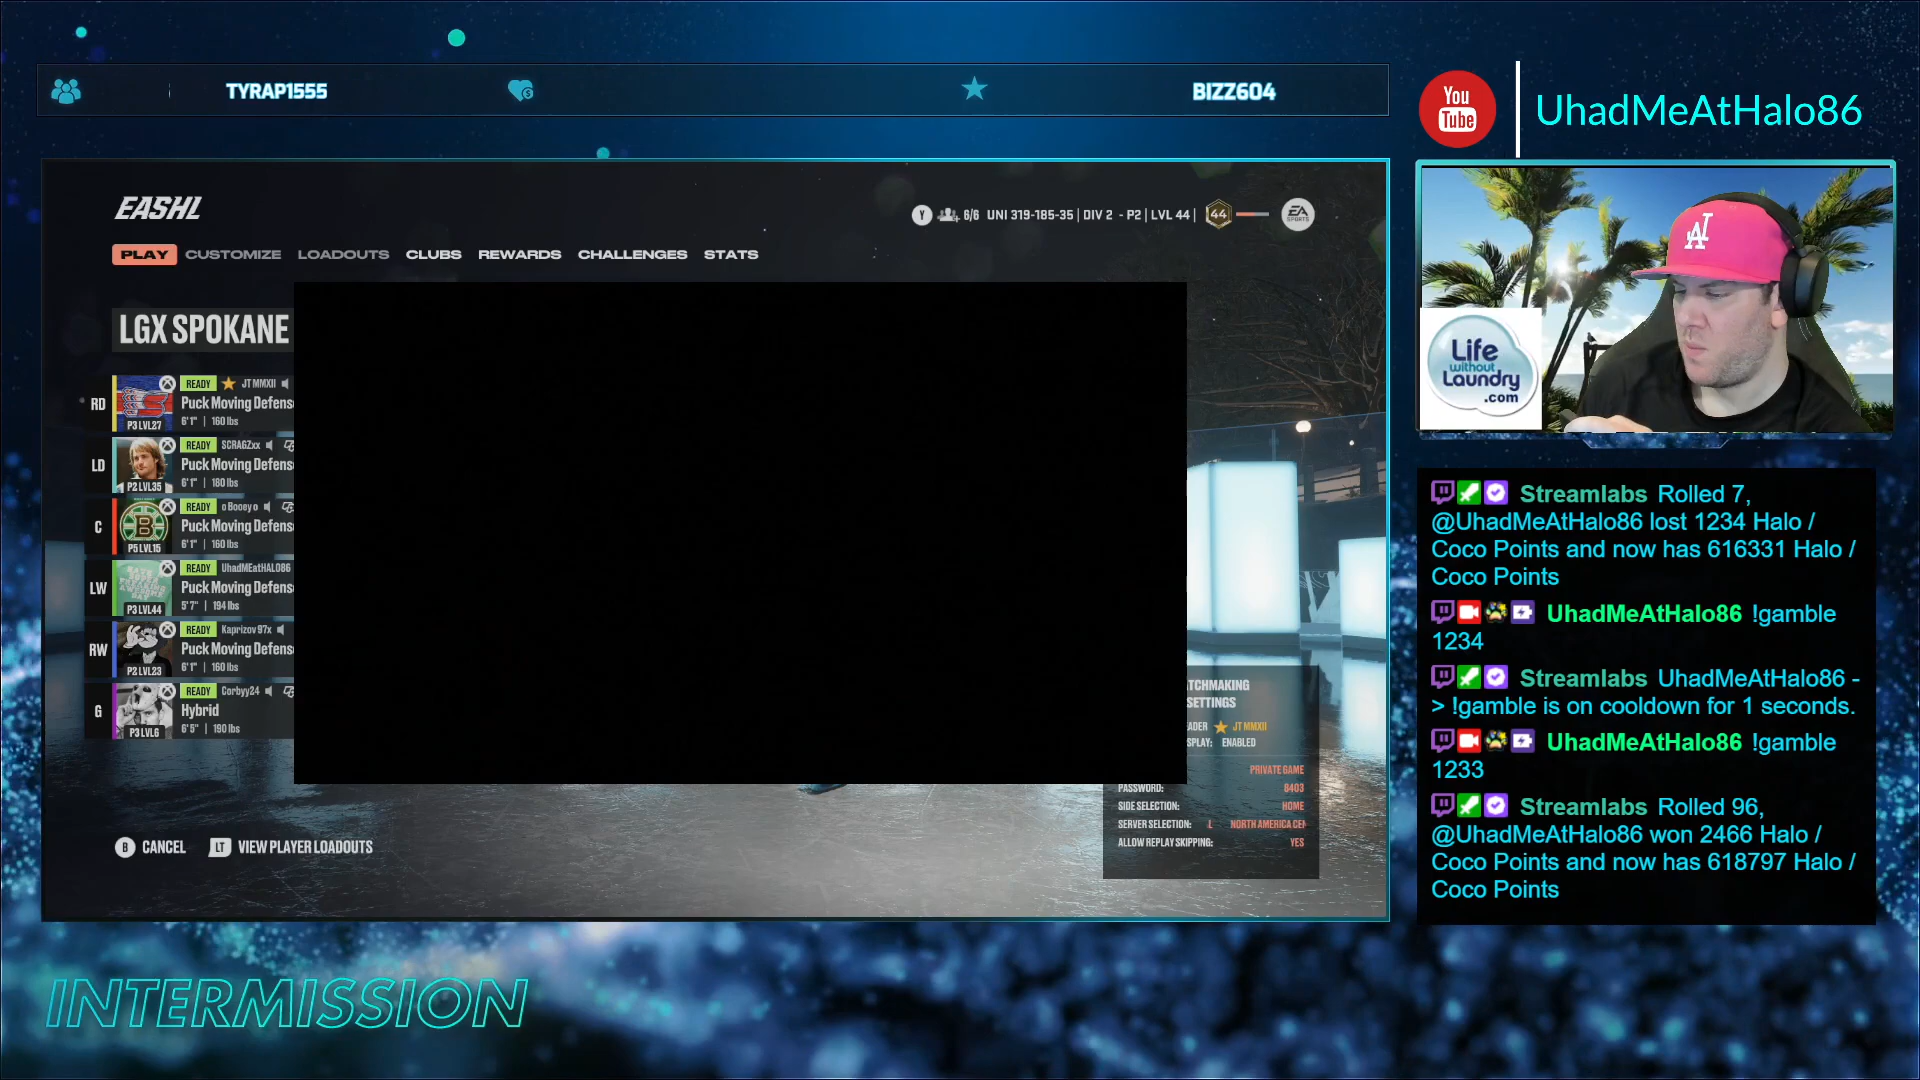 TYRAP1555
BIZZ604
You
Tube
UhadMeAtHalo86
EASHL
Y 6/6 UNI 319-185-35 | DIV 2 - P2 | LVL 44 | 44
EA
SPORTS
PLAY CUSTOMIZE LOADOUTS CLUBS REWARDS CHALLENGES STATS
LGX SPOKANE
RD
P3 LVL27
READY JT MMXII
Puck Moving Defens
6'1" | 160 lbs
LD
P2 LVL35
READY SCRAGZxx
Puck Moving Defens
6'1" | 180 lbs
C
B
P5 LVL15
READY o Booey o
Puck Moving Defens
6'1" | 160 lbs
LW
P3 LVL44
READY UhadMEatHALO86
Puck Moving Defens
5'7" | 194 lbs
RW
P2 LVL23
READY Kaprizov97x
Puck Moving Defens
6'1" | 160 lbs
G
P3 LVL6
READY Corbyy24
Hybrid
6'5" | 190 lbs
TCHMAKING
SETTINGS
ADER JT MMXII
SPLAY: ENABLED
PRIVATE GAME
PASSWORD: 8403
SIDE SELECTION: HOME
SERVER SELECTION: L NORTH AMERICA CEN
ALLOW REPLAY SKIPPING: YES
B CANCEL LT VIEW PLAYER LOADOUTS
Life
without
Laundry
.com
Streamlabs Rolled 7,
@UhadMeAtHalo86 lost 1234 Halo /
Coco Points and now has 616331 Halo /
Coco Points
UhadMeAtHalo86 !gamble
1234
Streamlabs UhadMeAtHalo86 -
> !gamble is on cooldown for 1 seconds.
UhadMeAtHalo86 !gamble
1233
Streamlabs Rolled 96,
@UhadMeAtHalo86 won 2466 Halo /
Coco Points and now has 618797 Halo /
Coco Points
INTERMISSION